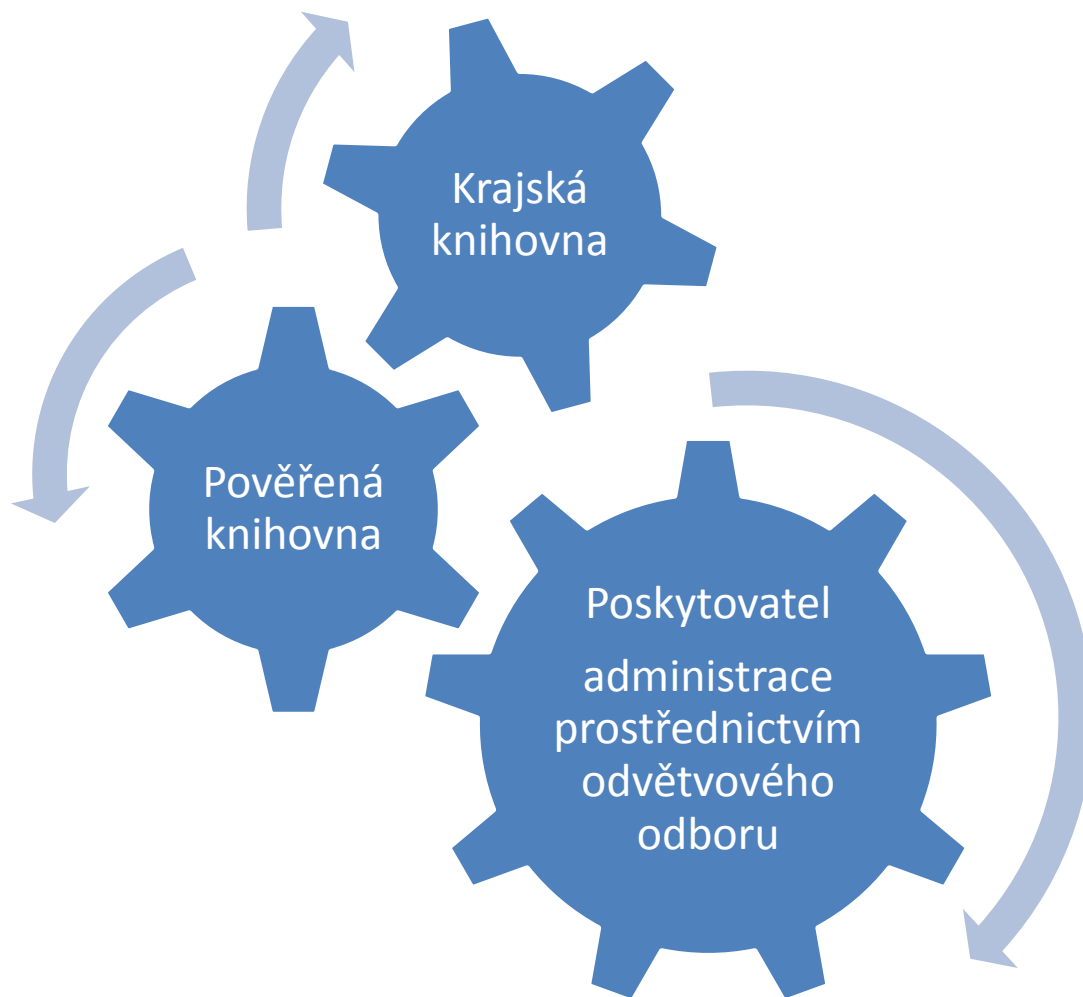 Krajská
knihovna
Pověřená
knihovna
Poskytovatel
administrace
prostřednictvím
odvětvového
odboru